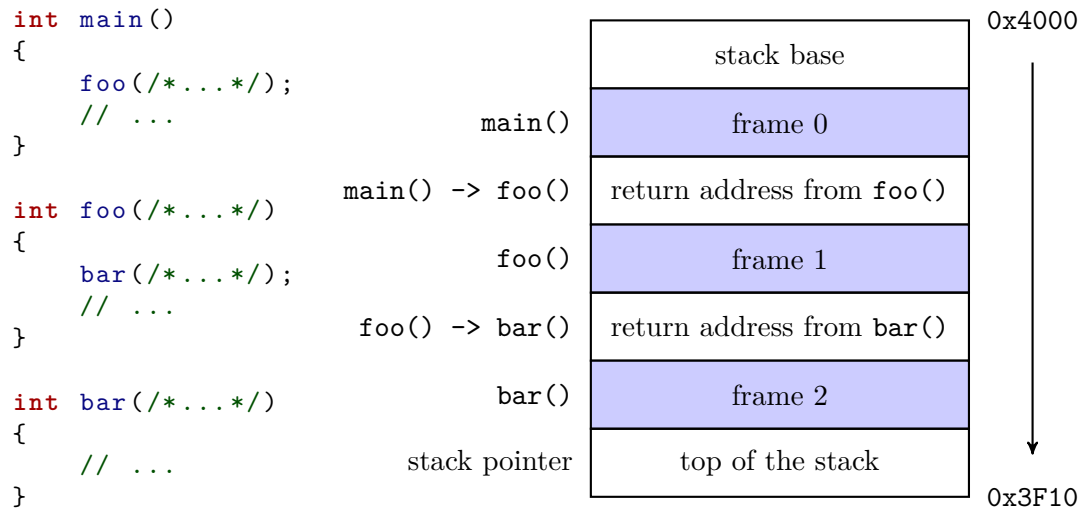 int main()
{
    foo(/*...*/);
    // ...
}
int foo(/*...*/)
{
    bar(/*...*/);
    // ...
}
int bar(/*...*/)
{
    // ...
}
stack base 0x4000
main() frame 0
main() -> foo() return address from foo()
foo() frame 1
foo() -> bar() return address from bar()
bar() frame 2
stack pointer top of the stack
0x3F10